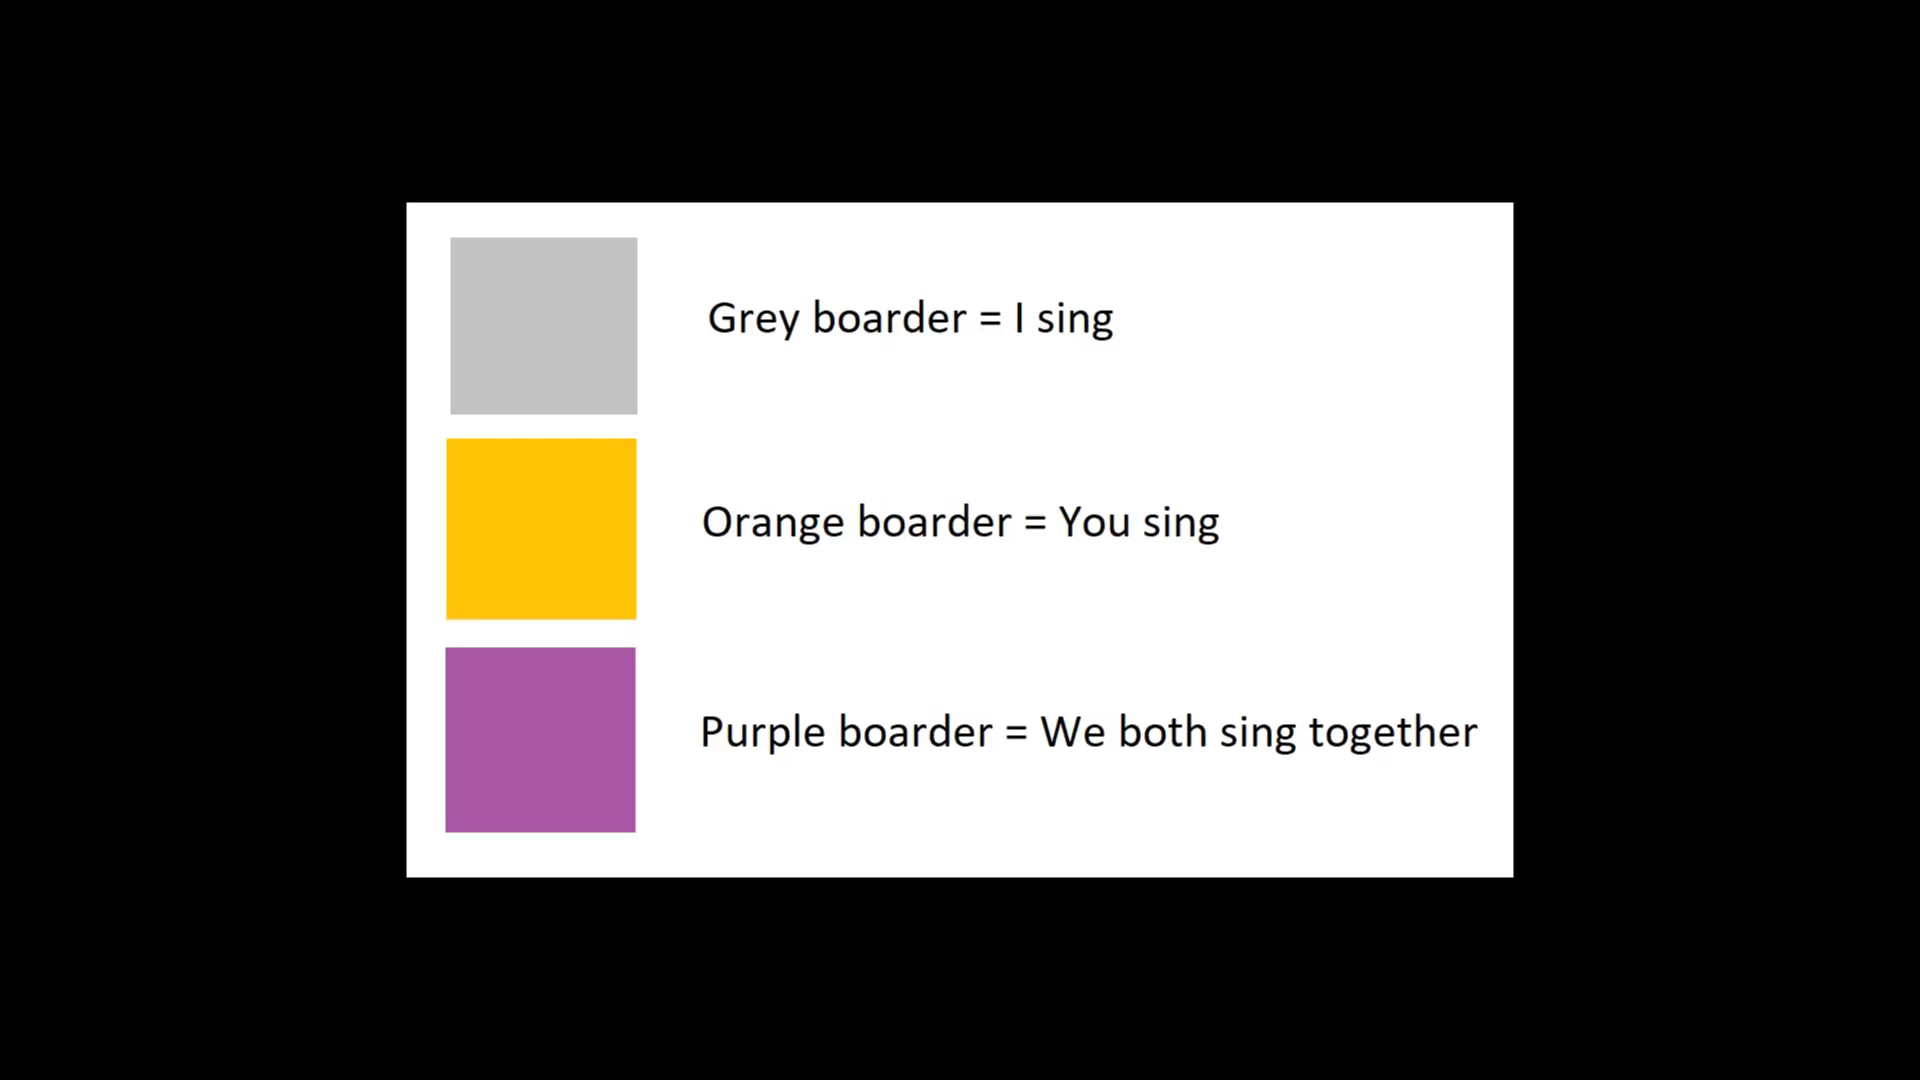 Grey boarder = I sing
Orange boarder = You sing
Purple boarder = We both sing together